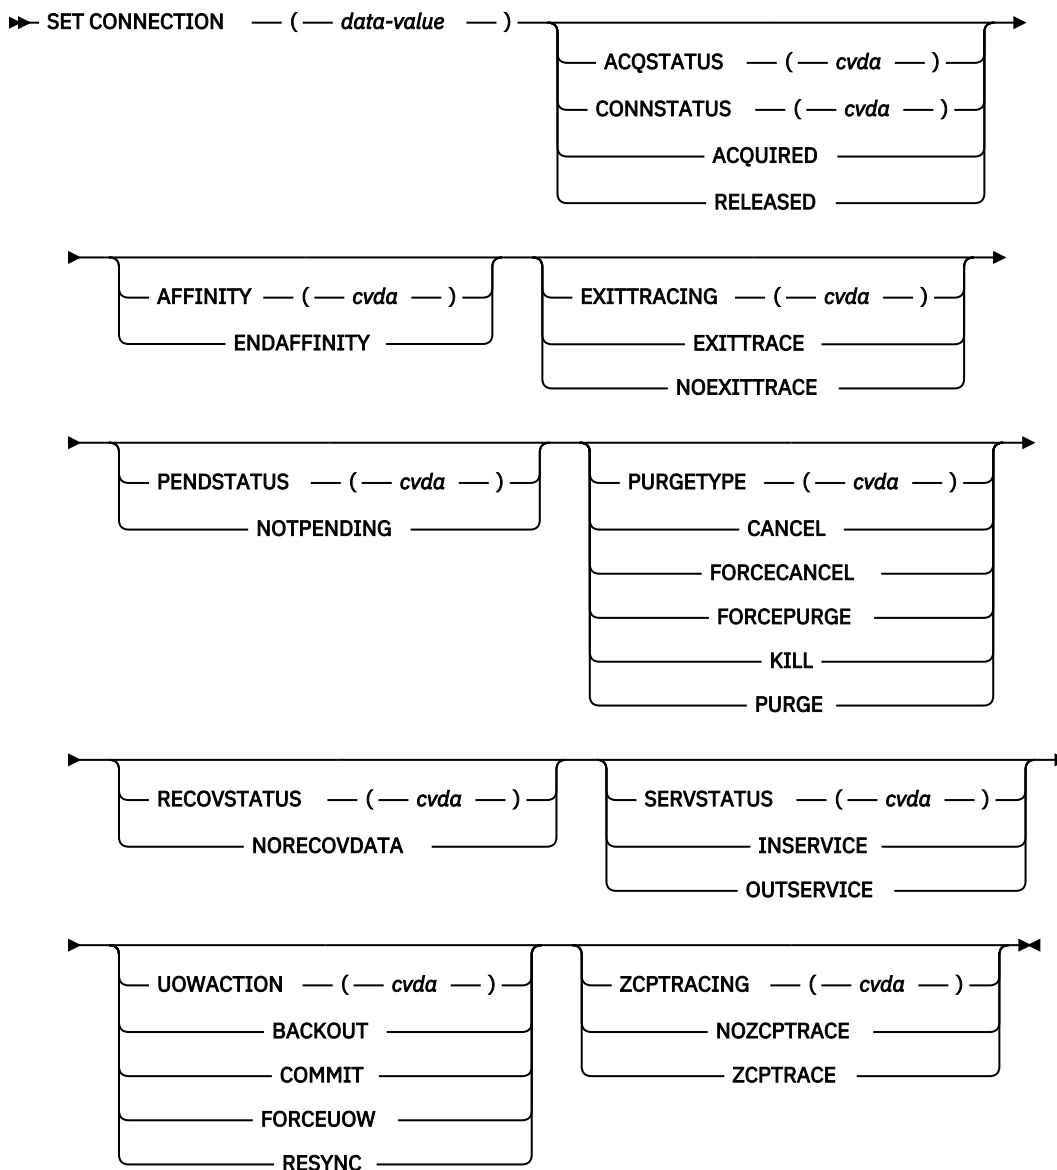 SET CONNECTION ( data-value )
ACQSTATUS ( cvda )
CONNSTATUS ( cvda )
ACQUIRED
RELEASED
AFFINITY ( cvda )
ENDAFFINITY
EXITTRACING ( cvda )
EXITTRACE
NOEXITTRACE
PENDSTATUS ( cvda )
NOTPENDING
PURGETYPE ( cvda )
CANCEL
FORCECANCEL
FORCEPURGE
KILL
PURGE
RECOVSTATUS ( cvda )
NORECOVDATA
SERVSTATUS ( cvda )
INSERVICE
OUTSERVICE
UOWACTION ( cvda )
BACKOUT
COMMIT
FORCEUOW
RESYNC
ZCPTRACING ( cvda )
NOZCPTRACE
ZCPTRACE